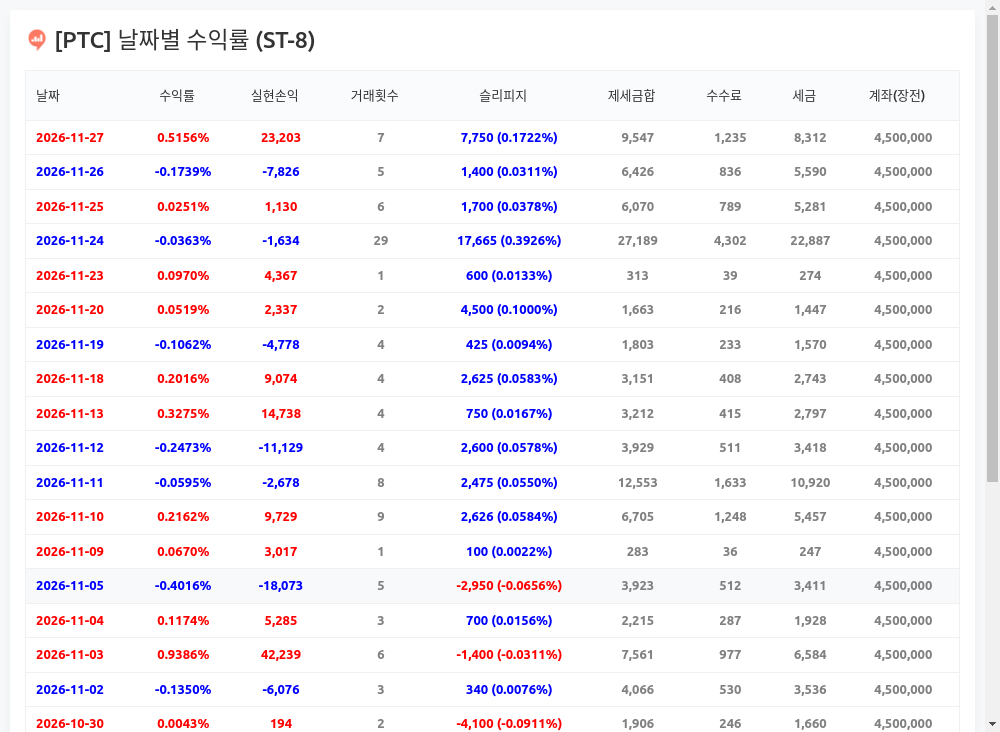 [PTC] 날짜별 수익률 (ST-8)
날짜 수익률 실현손익 거래횟수 슬리피지 제세금합 수수료 세금 계좌(장전)
2026-11-27 0.5156% 23,203 7 7,750 (0.1722%) 9,547 1,235 8,312 4,500,000
2026-11-26 -0.1739% -7,826 5 1,400 (0.0311%) 6,426 836 5,590 4,500,000
2026-11-25 0.0251% 1,130 6 1,700 (0.0378%) 6,070 789 5,281 4,500,000
2026-11-24 -0.0363% -1,634 29 17,665 (0.3926%) 27,189 4,302 22,887 4,500,000
2026-11-23 0.0970% 4,367 1 600 (0.0133%) 313 39 274 4,500,000
2026-11-20 0.0519% 2,337 2 4,500 (0.1000%) 1,663 216 1,447 4,500,000
2026-11-19 -0.1062% -4,778 4 425 (0.0094%) 1,803 233 1,570 4,500,000
2026-11-18 0.2016% 9,074 4 2,625 (0.0583%) 3,151 408 2,743 4,500,000
2026-11-13 0.3275% 14,738 4 750 (0.0167%) 3,212 415 2,797 4,500,000
2026-11-12 -0.2473% -11,129 4 2,600 (0.0578%) 3,929 511 3,418 4,500,000
2026-11-11 -0.0595% -2,678 8 2,475 (0.0550%) 12,553 1,633 10,920 4,500,000
2026-11-10 0.2162% 9,729 9 2,626 (0.0584%) 6,705 1,248 5,457 4,500,000
2026-11-09 0.0670% 3,017 1 100 (0.0022%) 283 36 247 4,500,000
2026-11-05 -0.4016% -18,073 5 -2,950 (-0.0656%) 3,923 512 3,411 4,500,000
2026-11-04 0.1174% 5,285 3 700 (0.0156%) 2,215 287 1,928 4,500,000
2026-11-03 0.9386% 42,239 6 -1,400 (-0.0311%) 7,561 977 6,584 4,500,000
2026-11-02 -0.1350% -6,076 3 340 (0.0076%) 4,066 530 3,536 4,500,000
2026-10-30 0.0043% 194 2 -4,100 (-0.0911%) 1,906 246 1,660 4,500,000